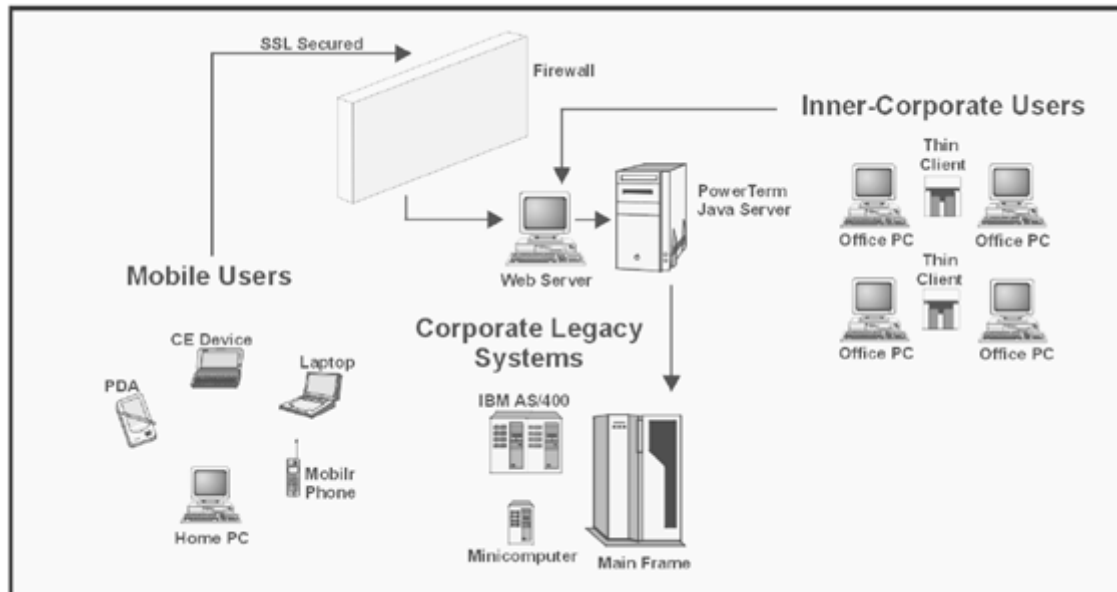 SSL Secured
Firewall
Inner-Corporate Users
Thin
Client
PowerTerm
Java Server
Office PC
Office PC
Thin
Client
Mobile Users
Web Server
Corporate Legacy
Systems
Office PC
Office PC
CE Device
Laptop
PDA
IBM AS/400
Mobilr
Phone
Home PC
Minicomputer
Main Frame